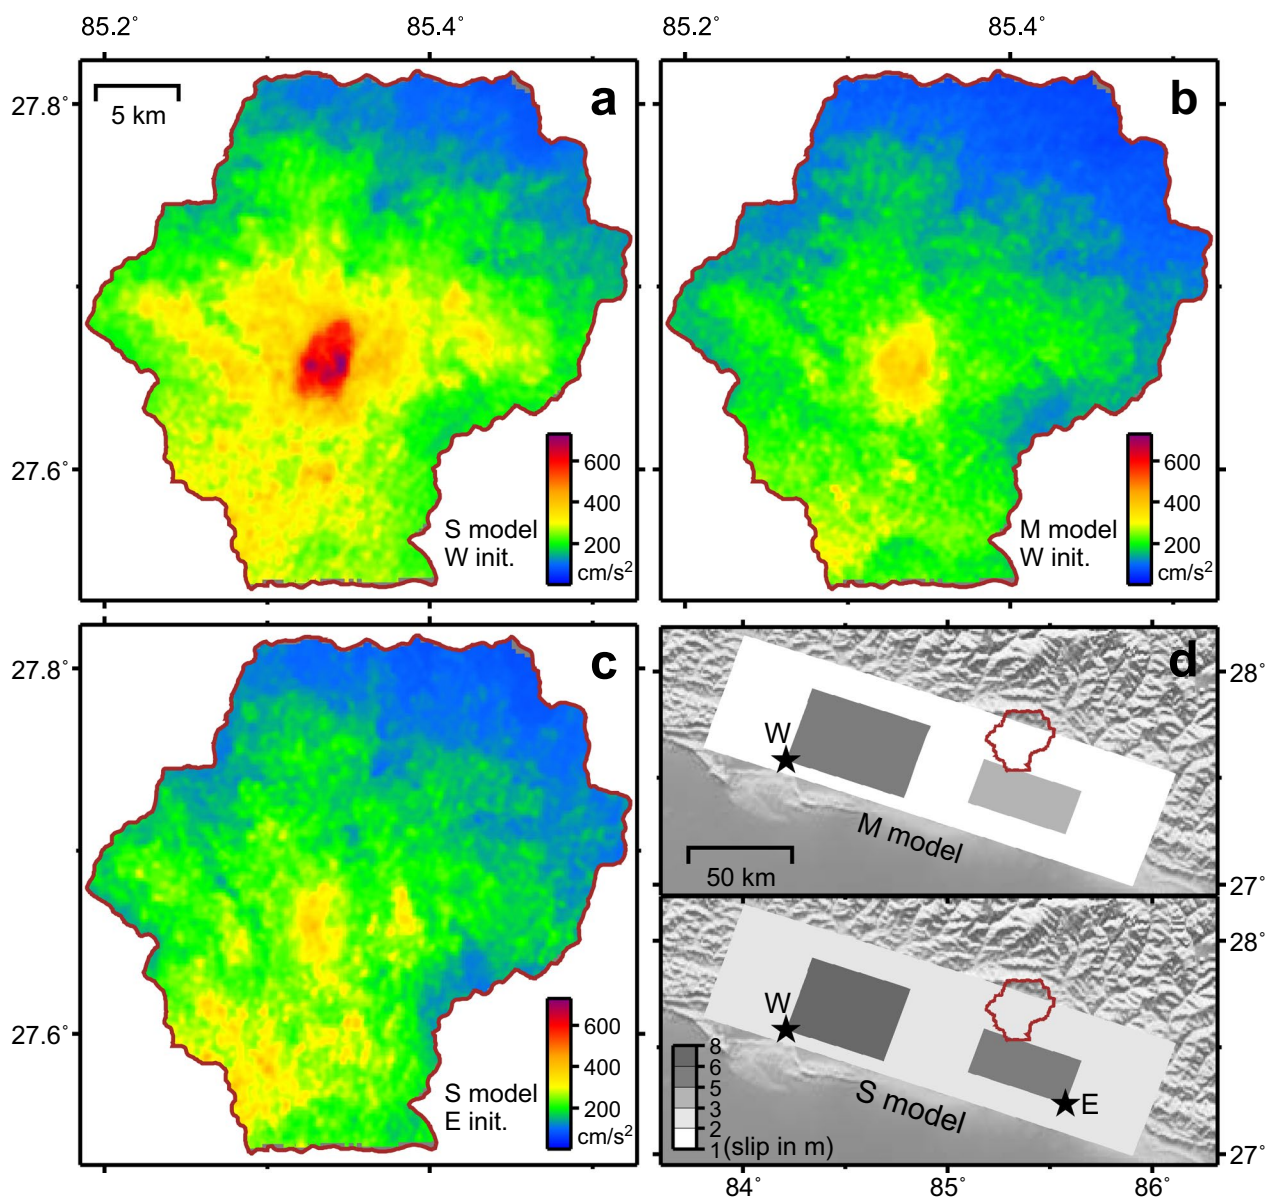 85.2°
85.4°
85.2°
85.4°
27.8°
5 km
a
b
27.6°
600
400
200
cm/s2
S model
W init.
600
400
200
cm/s2
M model
W init.
27.8°
c
27.6°
600
400
200
cm/s2
S model
E init.
d
28°
W
M model
50 km
27°
28°
W
8
6
5
3
2
1
(slip in m)
S model
E
27°
84°
85°
86°